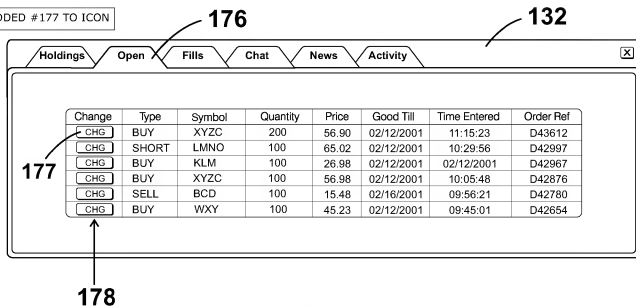 DDED #177 TO ICON
176
132
Holdings Open Fills Chat News Activity X
Change Type Symbol Quantity Price Good Till Time Entered Order Ref
CHG BUY XYZC 200 56.90 02/12/2001 11:15:23 D43612
CHG SHORT LMNO 100 65.02 02/12/2001 10:29:56 D42997
CHG BUY KLM 100 26.98 02/12/2001 02/12/2001 D42967
CHG BUY XYZC 100 56.98 02/12/2001 10:05:48 D42876
CHG SELL BCD 100 15.48 02/16/2001 09:56:21 D42780
CHG BUY WXY 100 45.23 02/12/2001 09:45:01 D42654
177
178